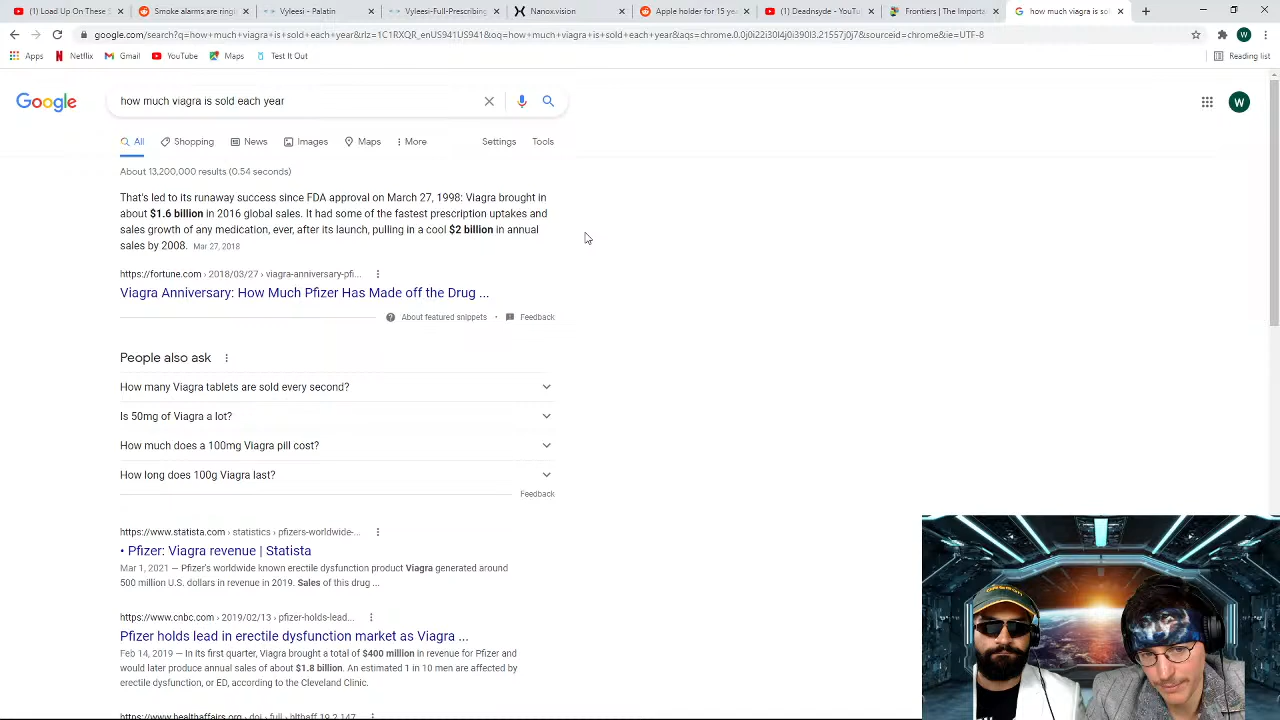 (1) Load Up On These S
Smoke alarms are ringi
Vyleesi - Palatin
Vyleesi-Full-Prescribing
Nanox.vision
Apple holder for 15 yea
(1) Deadnsyde - YouTu
Frontiers | The Importa
how much viagra is sol
google.com/search?q=how+much+viagra+is+sold+each+year&rlz=1C1RXQR_enUS941US941&oq=how+much+viagra+is+sold+each+year&aqs=chrome.0.0j0i22i30l4j0i390l3.21557j0j7&sourceid=chrome&ie=UTF-8
W
Apps
Netflix
Gmail
YouTube
Maps
Test It Out
Reading list
Google
how much viagra is sold each year
W
All
Shopping
News
Images
Maps
More
Settings
Tools
About 13,200,000 results (0.54 seconds)
That's led to its runaway success since FDA approval on March 27, 1998: Viagra brought in
about $1.6 billion in 2016 global sales. It had some of the fastest prescription uptakes and
sales growth of any medication, ever, after its launch, pulling in a cool $2 billion in annual
sales by 2008. Mar 27, 2018
https://fortune.com › 2018/03/27 › viagra-anniversary-pfi...
Viagra Anniversary: How Much Pfizer Has Made off the Drug ...
About featured snippets • Feedback
People also ask
How many Viagra tablets are sold every second?
Is 50mg of Viagra a lot?
How much does a 100mg Viagra pill cost?
How long does 100g Viagra last?
Feedback
https://www.statista.com › statistics › pfizers-worldwide-...
• Pfizer: Viagra revenue | Statista
Mar 1, 2021 — Pfizer's worldwide known erectile dysfunction product Viagra generated around
500 million U.S. dollars in revenue in 2019. Sales of this drug ...
https://www.cnbc.com › 2019/02/13 › pfizer-holds-lead...
Pfizer holds lead in erectile dysfunction market as Viagra ...
Feb 14, 2019 — In its first quarter, Viagra brought a total of $400 million in revenue for Pfizer and
would later produce annual sales of about $1.8 billion. An estimated 1 in 10 men are affected by
erectile dysfunction, or ED, according to the Cleveland Clinic.
https://www.healthaffairs.org › doi › full › hlthaff.19.2.147